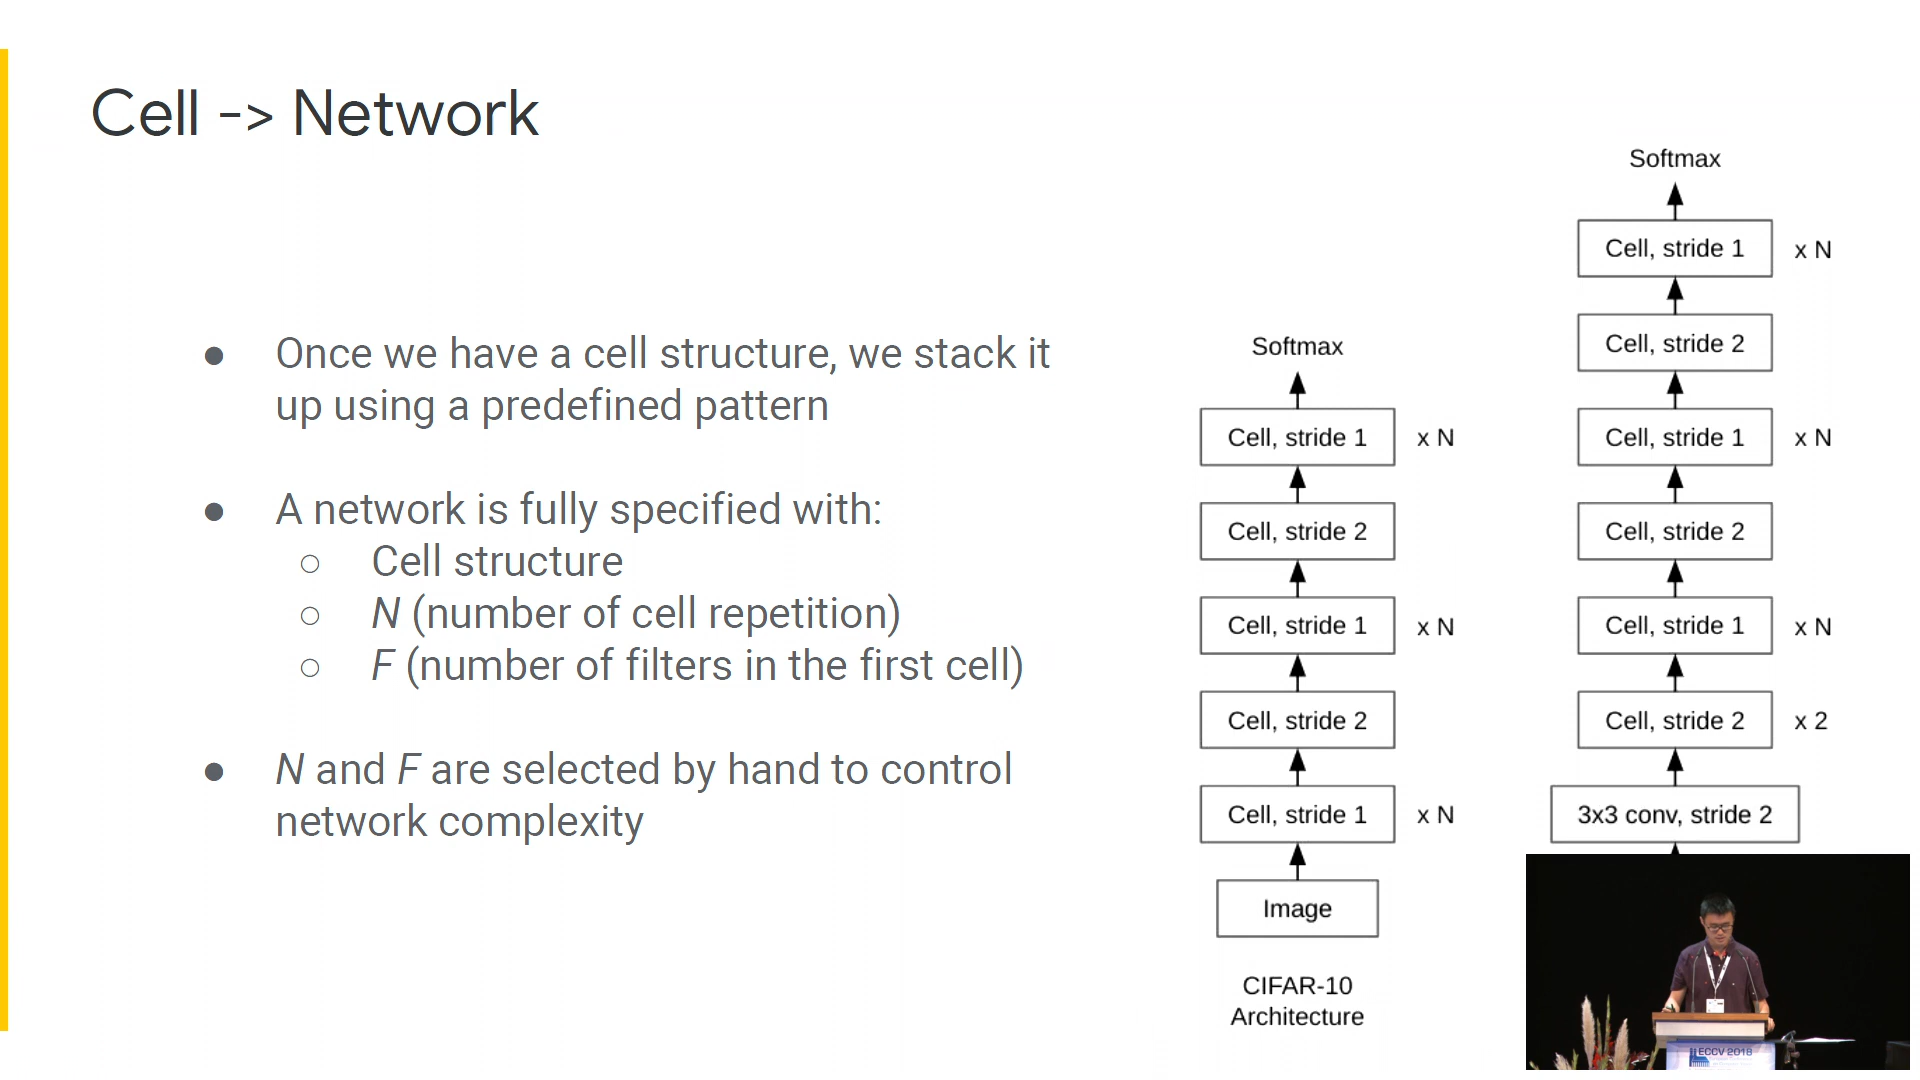 Cell -> Network
● Once we have a cell structure, we stack it
up using a predefined pattern
● A network is fully specified with:
○ Cell structure
○ N (number of cell repetition)
○ F (number of filters in the first cell)
● N and F are selected by hand to control
network complexity
Softmax
Cell, stride 1 x N
Cell, stride 2
Cell, stride 1 x N
Cell, stride 2
Cell, stride 1 x N
Image
CIFAR-10
Architecture
Softmax
Cell, stride 1 x N
Cell, stride 2
Cell, stride 1 x N
Cell, stride 2
Cell, stride 1 x N
Cell, stride 2 x 2
3x3 conv, stride 2
ECCV 2018